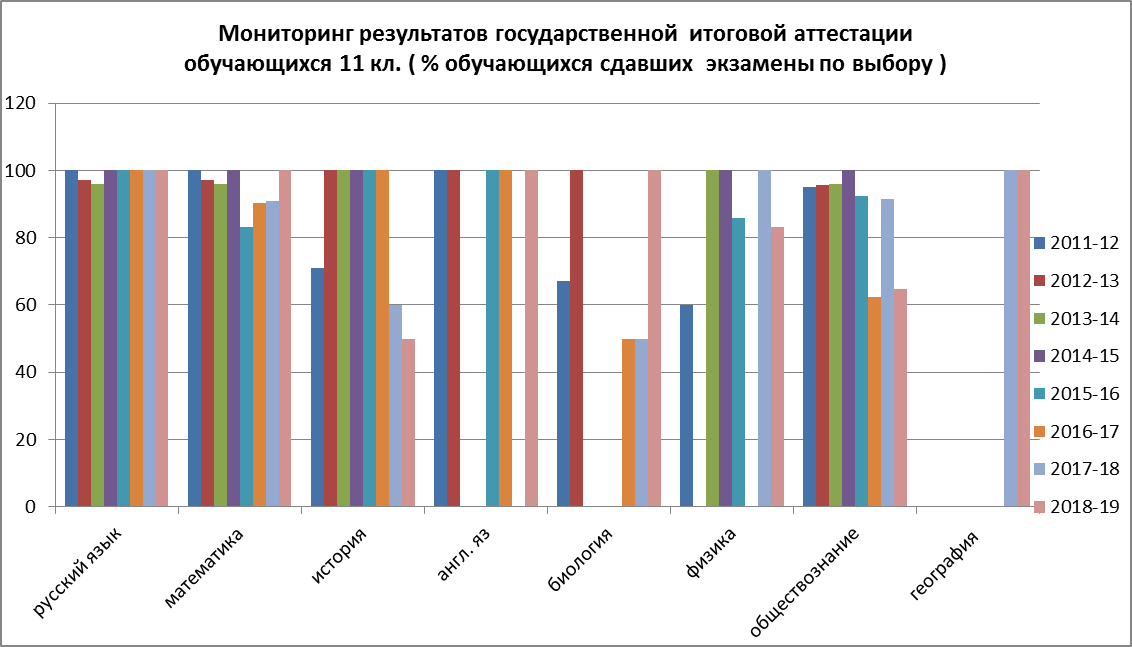 Мониторинг результатов государственной итоговой аттестации
обучающихся 11 кл. ( % обучающихся сдавших экзамены по выбору )
120
100
80
60
40
20
0
русский язык
математика
история
англ. яз
биология
физика
обществознание
география
2011-12
2012-13
2013-14
2014-15
2015-16
2016-17
2017-18
2018-19